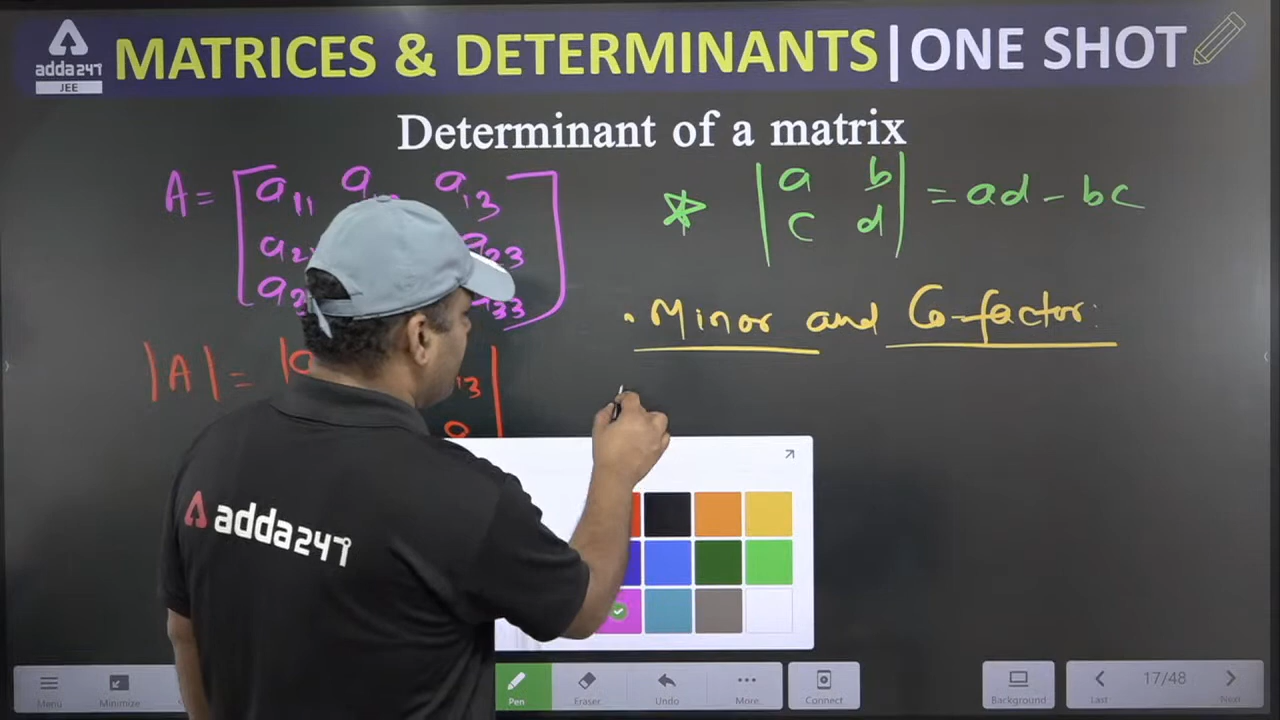 adda247
JEE
MATRICES & DETERMINANTS | ONE SHOT
Determinant of a matrix
A = a11 a13
a23
a33
|A| =
13
* |a b| = ad - bc
|c d|
• Minor and Co-factor:
adda247
Menu
Minimize
Pen
Eraser
Undo
More
Connect
Background
Last
17/48
Next